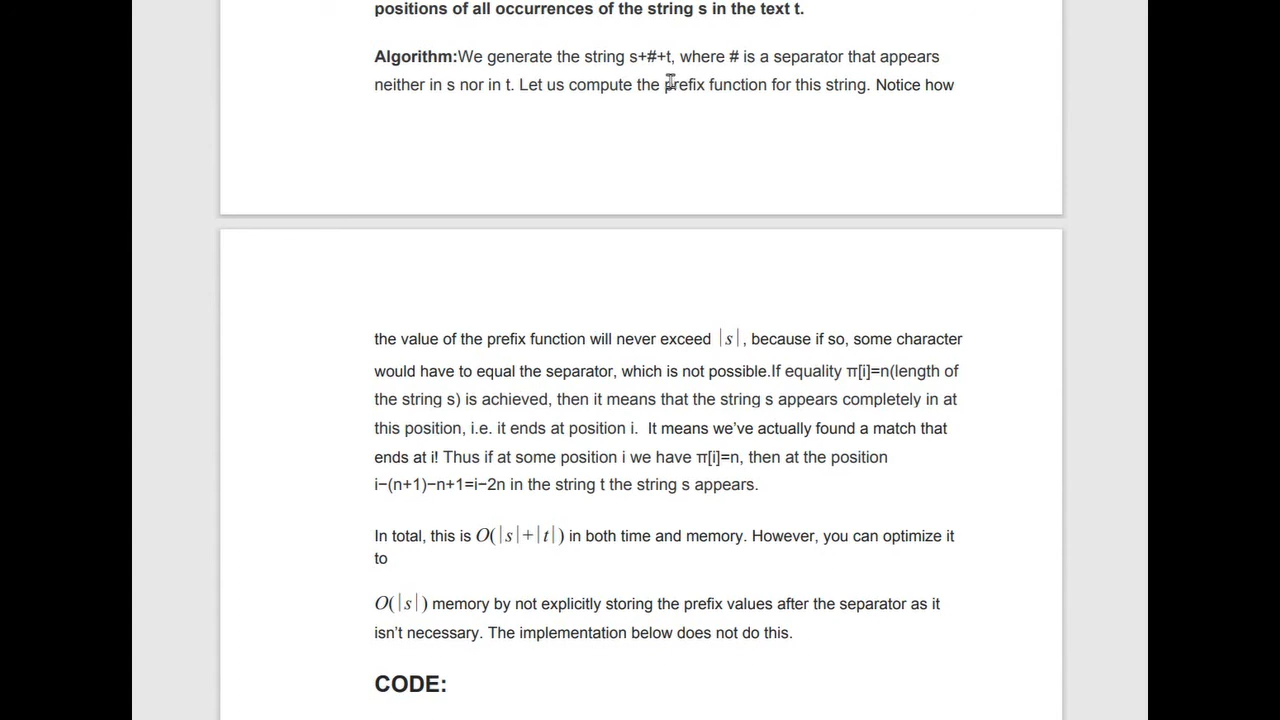 positions of all occurrences of the string s in the text t.
Algorithm:We generate the string s+#+t, where # is a separator that appears
neither in s nor in t. Let us compute the prefix function for this string. Notice how
the value of the prefix function will never exceed |s|, because if so, some character
would have to equal the separator, which is not possible.If equality π[i]=n(length of
the string s) is achieved, then it means that the string s appears completely in at
this position, i.e. it ends at position i.  It means we’ve actually found a match that
ends at i! Thus if at some position i we have π[i]=n, then at the position
i−(n+1)−n+1=i−2n in the string t the string s appears.
In total, this is O(|s|+|t|) in both time and memory. However, you can optimize it
to
O(|s|) memory by not explicitly storing the prefix values after the separator as it
isn’t necessary. The implementation below does not do this.
CODE: